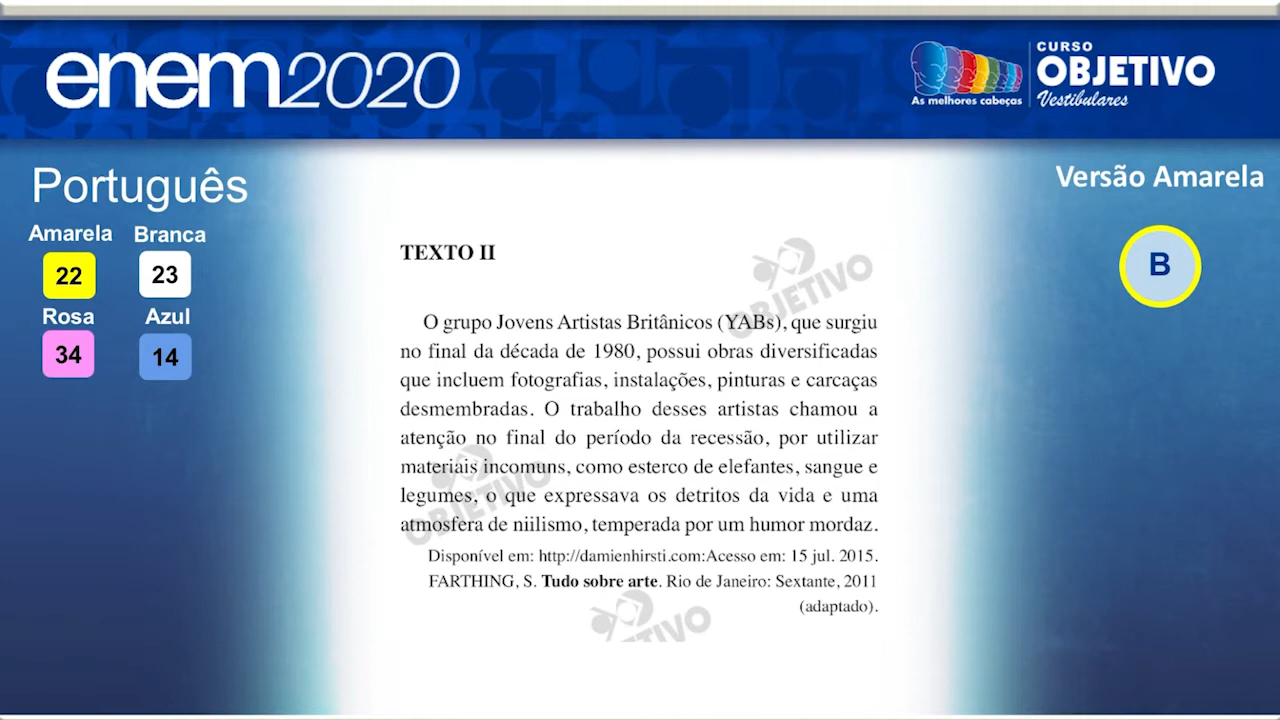 enem2020
CURSO
OBJETIVO
As melhores cabeças
Vestibulares
Português
Versão Amarela
Amarela Branca
22 23
Rosa Azul
34 14
B
TEXTO II
O grupo Jovens Artistas Britânicos (YABs), que surgiu
no final da década de 1980, possui obras diversificadas
que incluem fotografias, instalações, pinturas e carcaças
desmembradas. O trabalho desses artistas chamou a
atenção no final do período da recessão, por utilizar
materiais incomuns, como esterco de elefantes, sangue e
legumes, o que expressava os detritos da vida e uma
atmosfera de niilismo, temperada por um humor mordaz.
Disponível em: http://damienhirsti.com:Acesso em: 15 jul. 2015.
FARTHING, S. Tudo sobre arte. Rio de Janeiro: Sextante, 2011
(adaptado).
OBJETIVO
OBJETIVO